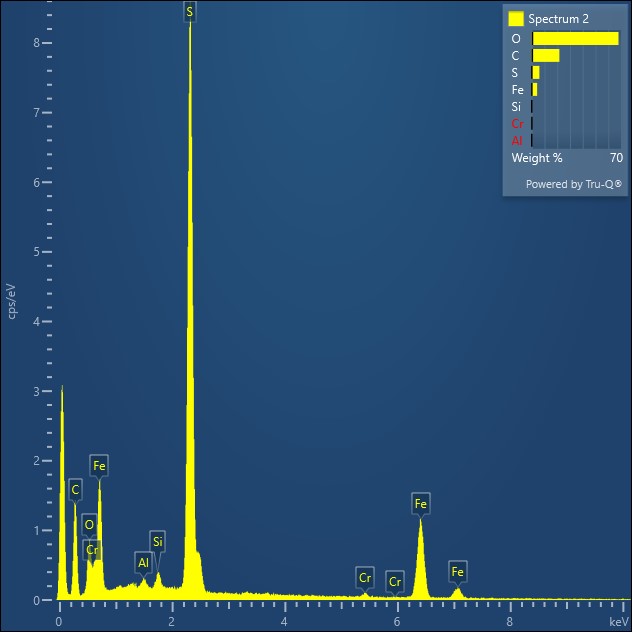 S
Spectrum 2
O
C
S
Fe
Si
Cr
Al
Weight % 70
Powered by Tru-Q®
8
7
6
5
4
3
2
1
0
cps/eV
C
O
Cr
Fe
Al
Si
Cr
Cr
Fe
Fe
0 2 4 6 8 keV